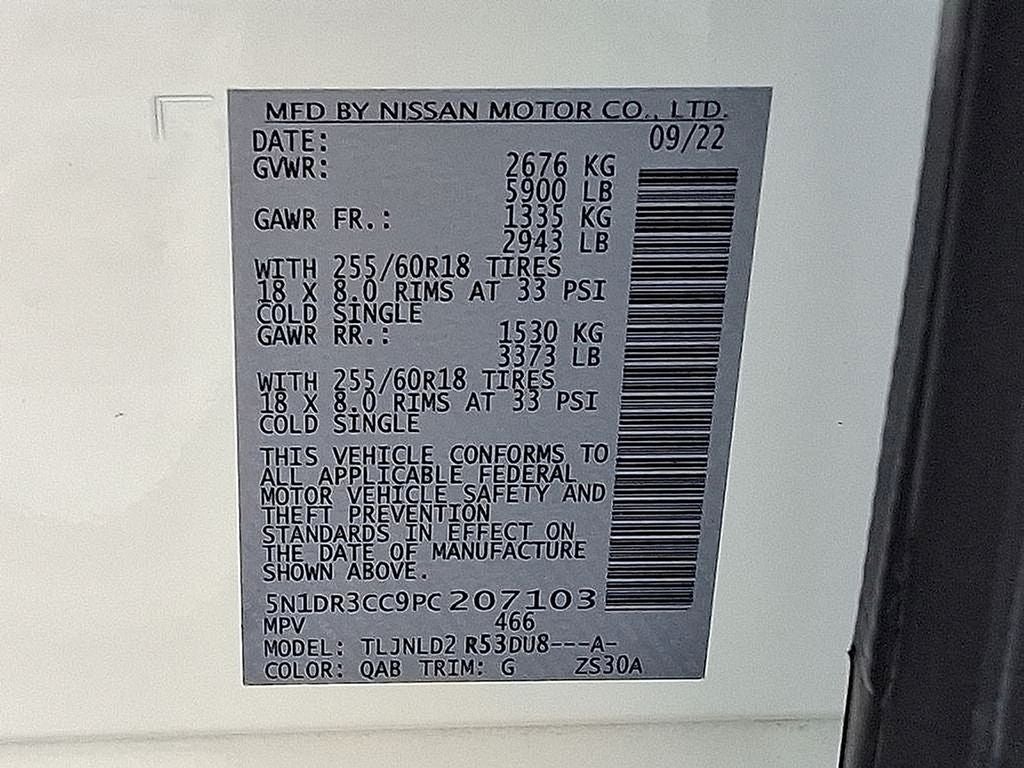 MFD BY NISSAN MOTOR CO., LTD.
DATE: 09/22
GVWR: 2676 KG
5900 LB
GAWR FR.: 1335 KG
2943 LB
WITH 255/60R18 TIRES
18 X 8.0 RIMS AT 33 PSI
COLD SINGLE
GAWR RR.: 1530 KG
3373 LB
WITH 255/60R18 TIRES
18 X 8.0 RIMS AT 33 PSI
COLD SINGLE
THIS VEHICLE CONFORMS TO
ALL APPLICABLE FEDERAL
MOTOR VEHICLE SAFETY AND
THEFT PREVENTION
STANDARDS IN EFFECT ON
THE DATE OF MANUFACTURE
SHOWN ABOVE.
5N1DR3CC9PC207103
MPV 466
MODEL: TLJNLD2 R53DU8---A-
COLOR: QAB TRIM: G ZS30A